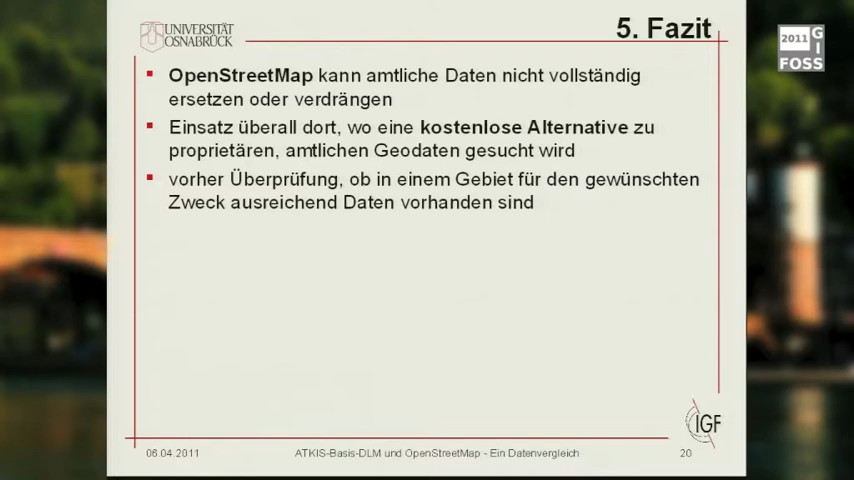 UNIVERSITÄT
OSNABRÜCK
5. Fazit
2011
G
I
FOSS
OpenStreetMap kann amtliche Daten nicht vollständig
ersetzen oder verdrängen
Einsatz überall dort, wo eine kostenlose Alternative zu
proprietären, amtlichen Geodaten gesucht wird
vorher Überprüfung, ob in einem Gebiet für den gewünschten
Zweck ausreichend Daten vorhanden sind
IGF
06.04.2011
ATKIS-Basis-DLM und OpenStreetMap - Ein Datenvergleich
20